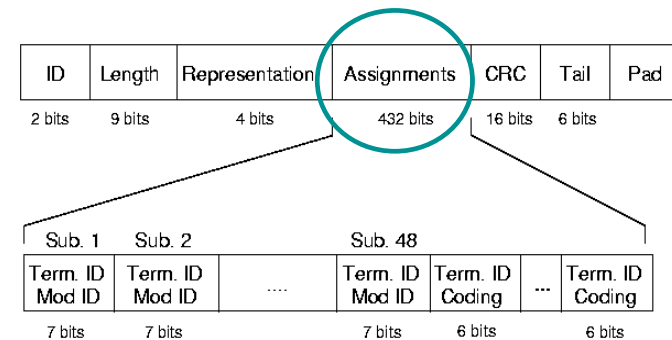 ID Length Representation Assignments CRC Tail Pad
2 bits 9 bits 4 bits 432 bits 16 bits 6 bits
Sub. 1 Sub. 2 Sub. 48
Term. ID Term. ID Term. ID Term. ID Term. ID
Mod ID Mod ID .... Mod ID Coding ... Coding
7 bits 7 bits 7 bits 6 bits 6 bits